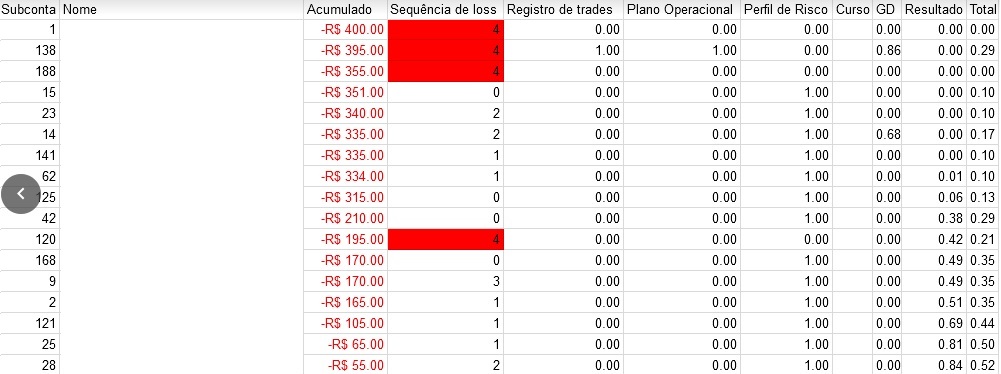 Subconta Nome Acumulado Sequência de loss Registro de trades Plano Operacional Perfil de Risco Curso GD Resultado Total
1 -R$ 400.00 4 0.00 0.00 0.00 0.00 0.00 0.00
138 -R$ 395.00 4 1.00 1.00 0.00 0.86 0.00 0.29
188 -R$ 355.00 4 0.00 0.00 0.00 0.00 0.00 0.00
15 -R$ 351.00 0 0.00 0.00 1.00 0.00 0.00 0.10
23 -R$ 340.00 2 0.00 0.00 1.00 0.00 0.00 0.10
14 -R$ 335.00 2 0.00 0.00 1.00 0.68 0.00 0.17
141 -R$ 335.00 1 0.00 0.00 1.00 0.00 0.00 0.10
62 -R$ 334.00 1 0.00 0.00 1.00 0.00 0.01 0.10
125 -R$ 315.00 0 0.00 0.00 1.00 0.00 0.06 0.13
42 -R$ 210.00 0 0.00 0.00 1.00 0.00 0.38 0.29
120 -R$ 195.00 4 0.00 0.00 0.00 0.00 0.42 0.21
168 -R$ 170.00 0 0.00 0.00 1.00 0.00 0.49 0.35
9 -R$ 170.00 3 0.00 0.00 1.00 0.00 0.49 0.35
2 -R$ 165.00 1 0.00 0.00 1.00 0.00 0.51 0.35
121 -R$ 105.00 1 0.00 0.00 1.00 0.00 0.69 0.44
25 -R$ 65.00 1 0.00 0.00 1.00 0.00 0.81 0.50
28 -R$ 55.00 2 0.00 0.00 1.00 0.00 0.84 0.52